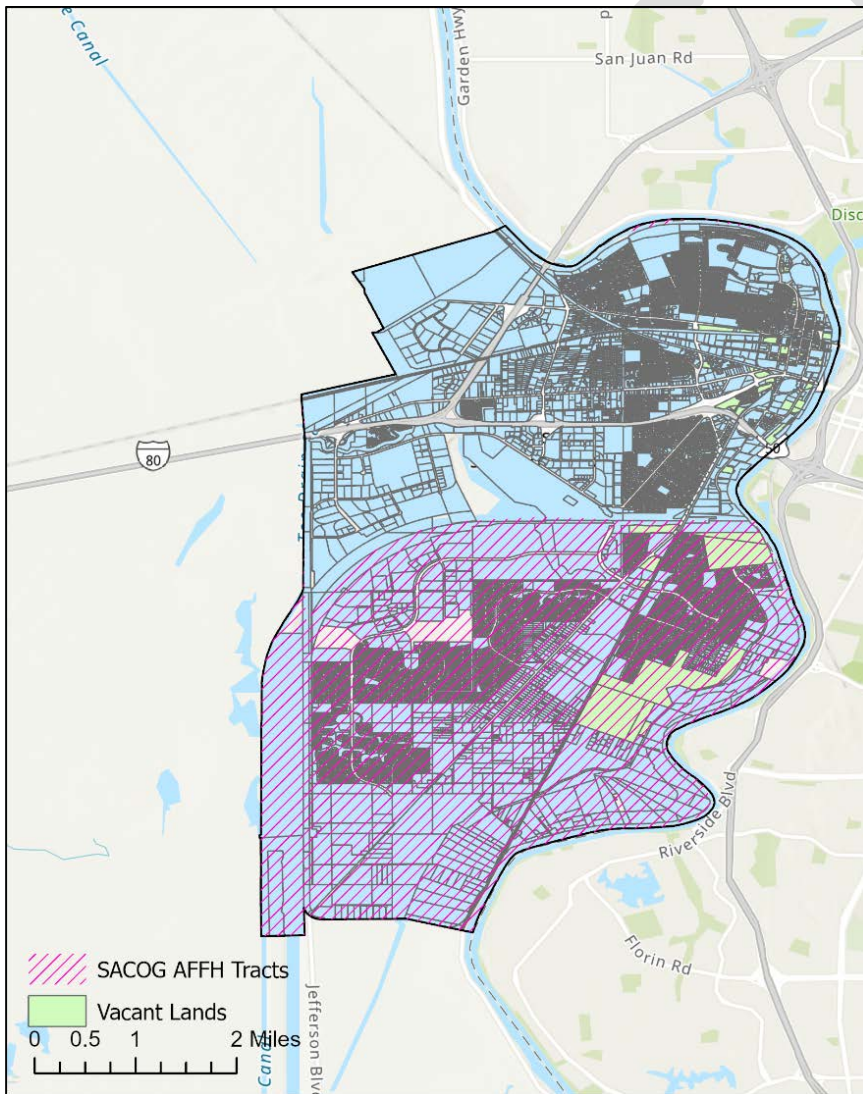 e Canal
Garden Hwy
p
San Juan Rd
Disc
80
50
SACOG AFFH Tracts
Vacant Lands
0 0.5 1 2 Miles
Canal
Jefferson Blvd
Riverside Blvd
Florin Rd